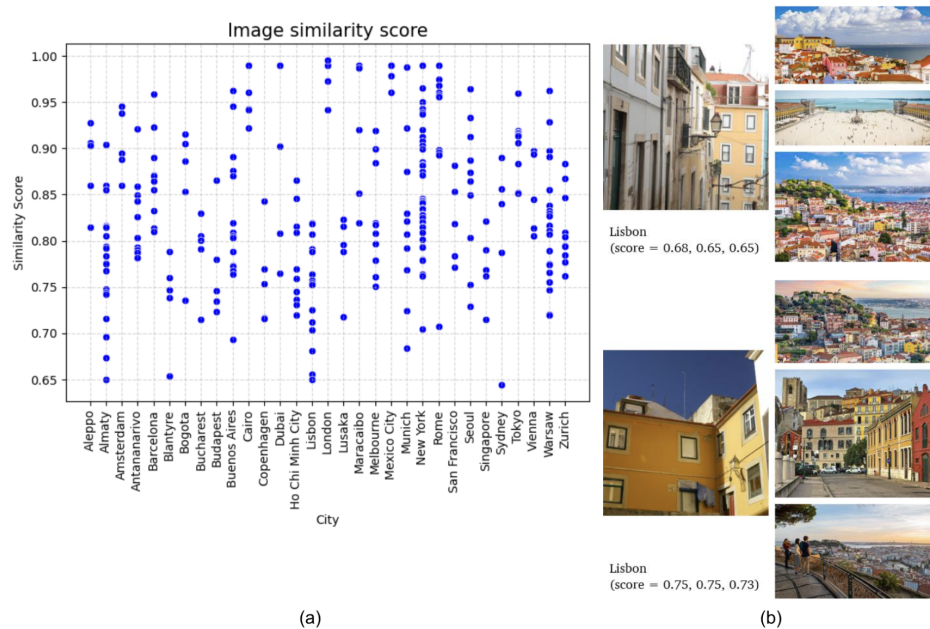 Image similarity score
Similarity Score
1.00
0.95
0.90
0.85
0.80
0.75
0.70
0.65
Aleppo
Almaty
Amsterdam
Antananarivo
Barcelona
Blantyre
Bogota
Bucharest
Budapest
Buenos Aires
Cairo
Copenhagen
Dubai
Ho Chi Minh City
Lisbon
London
Lusaka
Maracaibo
Melbourne
Mexico City
Munich
New York
Rome
San Francisco
Seoul
Singapore
Sydney
Tokyo
Vienna
Warsaw
Zurich
City
(a)
Lisbon
(score = 0.68, 0.65, 0.65)
Lisbon
(score = 0.75, 0.75, 0.73)
(b)